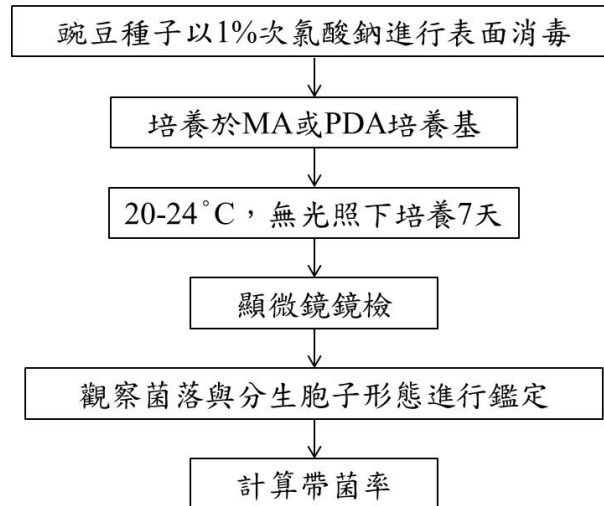 豌豆種子以1%次氯酸鈉進行表面消毒
培養於MA或PDA培養基
20-24°C，無光照下培養7天
顯微鏡鏡檢
觀察菌落與分生胞子形態進行鑑定
計算帶菌率